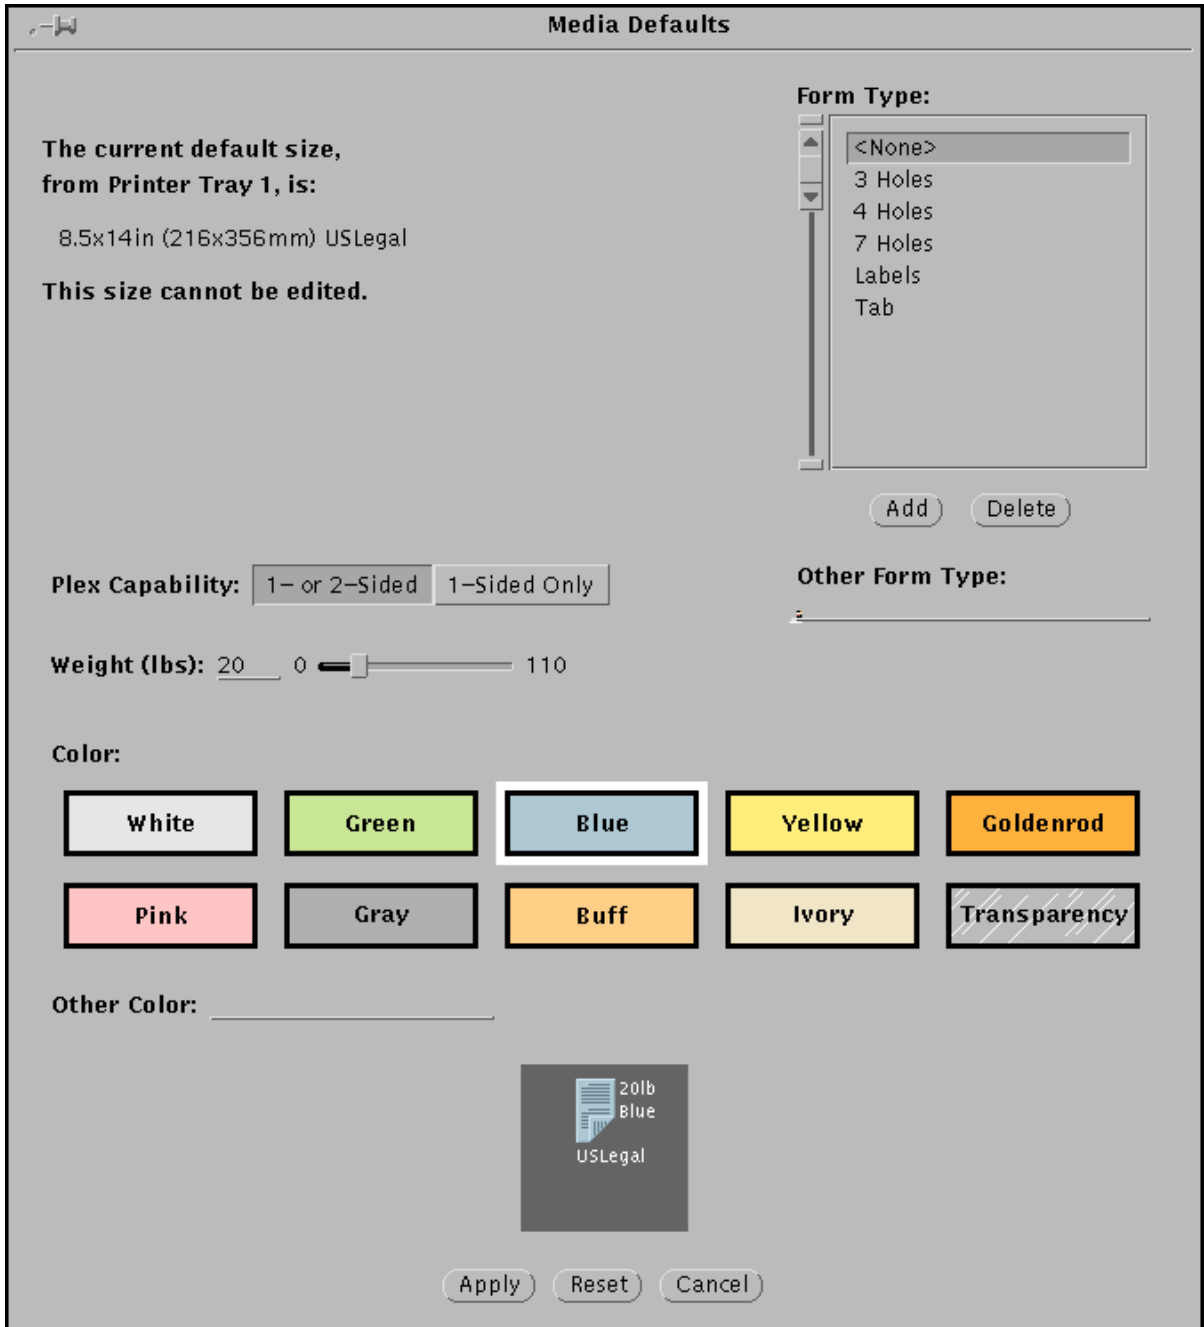 Media Defaults
The current default size,
from Printer Tray 1, is:
8.5x14in (216x356mm) USLegal
This size cannot be edited.
Form Type:
<None>
3 Holes
4 Holes
7 Holes
Labels
Tab
Add Delete
Plex Capability: 1- or 2-Sided 1-Sided Only
Other Form Type:
Weight (lbs): 20 0 110
Color:
White Green Blue Yellow Goldenrod
Pink Gray Buff Ivory Transparency
Other Color:
20lb
Blue
USLegal
Apply Reset Cancel